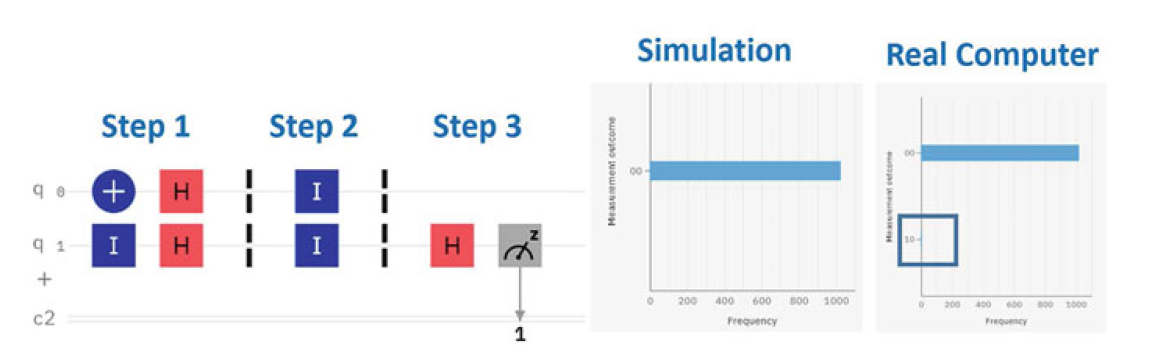 Step 1 Step 2 Step 3
q 0 + H I
q 1 I H I H z
+
c2
1
Simulation
Measurement outcome
00
0 200 400 600 800 1000
Frequency
Real Computer
Measurement outcome
00
10
0 200 400 600 800 1000
Frequency